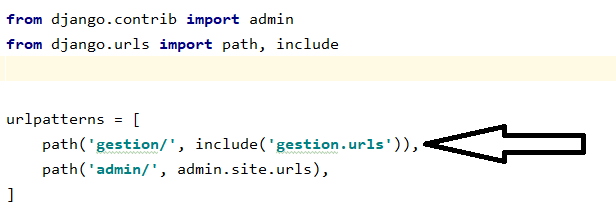 from django.contrib import admin
from django.urls import path, include
urlpatterns = [
path('gestion/', include('gestion.urls')),
path('admin/', admin.site.urls),
]